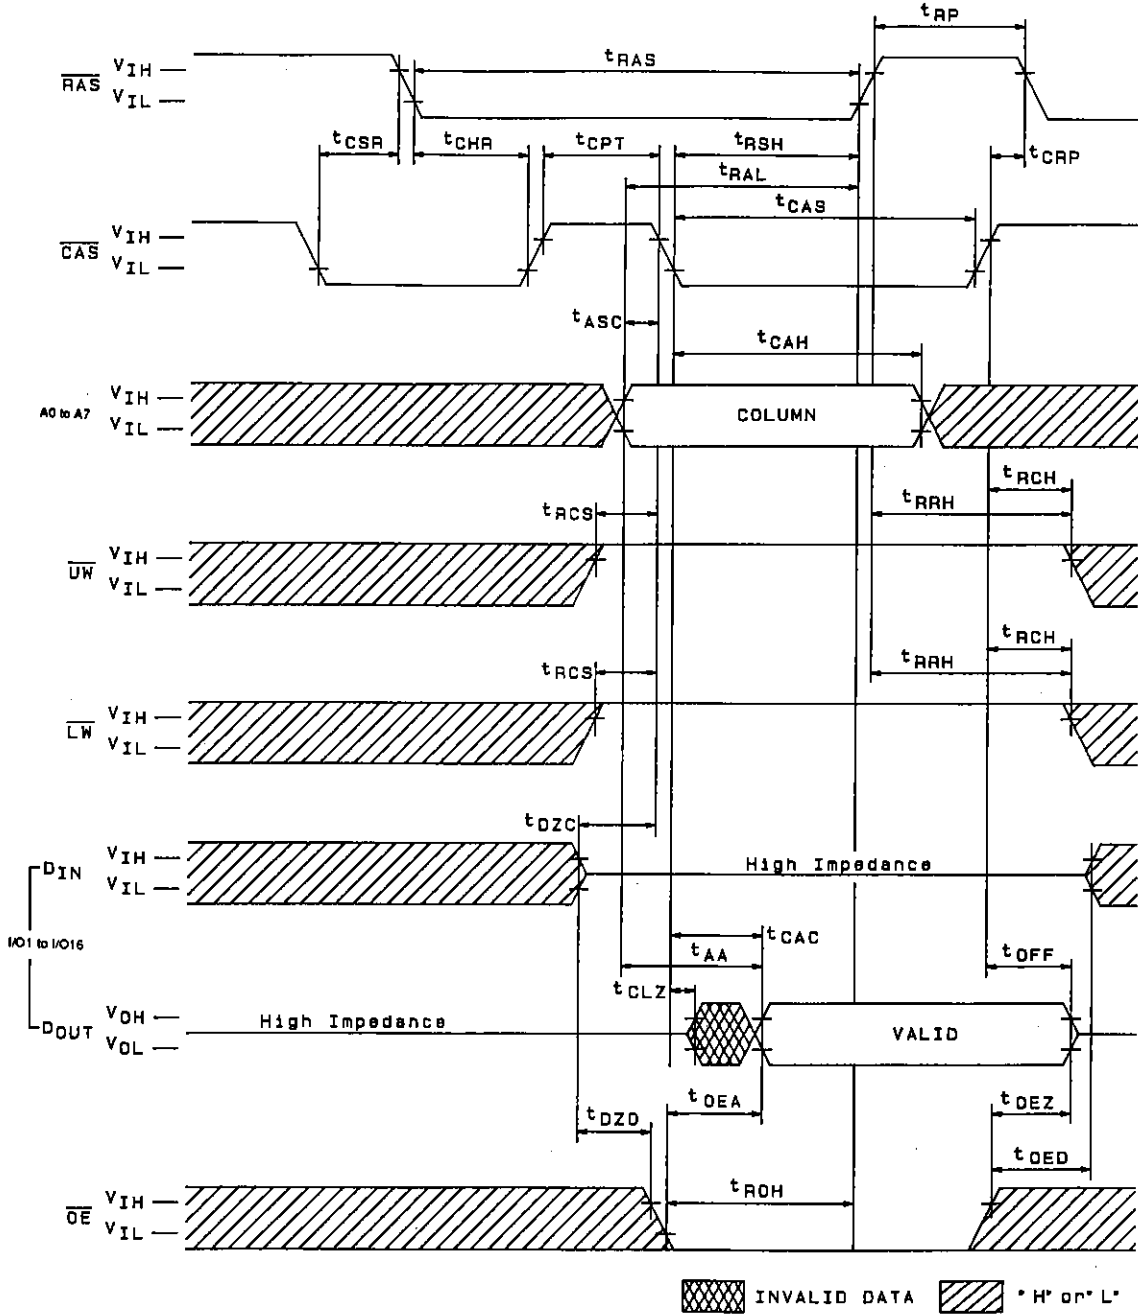 tRP
tRAS
RAS VIH
VIL
tCSR tCHR tCPT tRSH tCRP
tRAL
tCAS
CAS VIH
VIL
tASC
tCAH
A0 to A7 VIH
VIL
COLUMN
tRCH
tRCS tRRH
UW VIH
VIL
tRCH
tRCS tRRH
LW VIH
VIL
tDZC
DIN VIH
VIL
High Impedance
I/O1 to I/O16
tCAC
tAA tOFF
tCLZ
DOUT VOH
VOL
High Impedance
VALID
tDZO tOEA tOEZ
tOED
tROH
OE VIH
VIL
INVALID DATA "H" or "L"